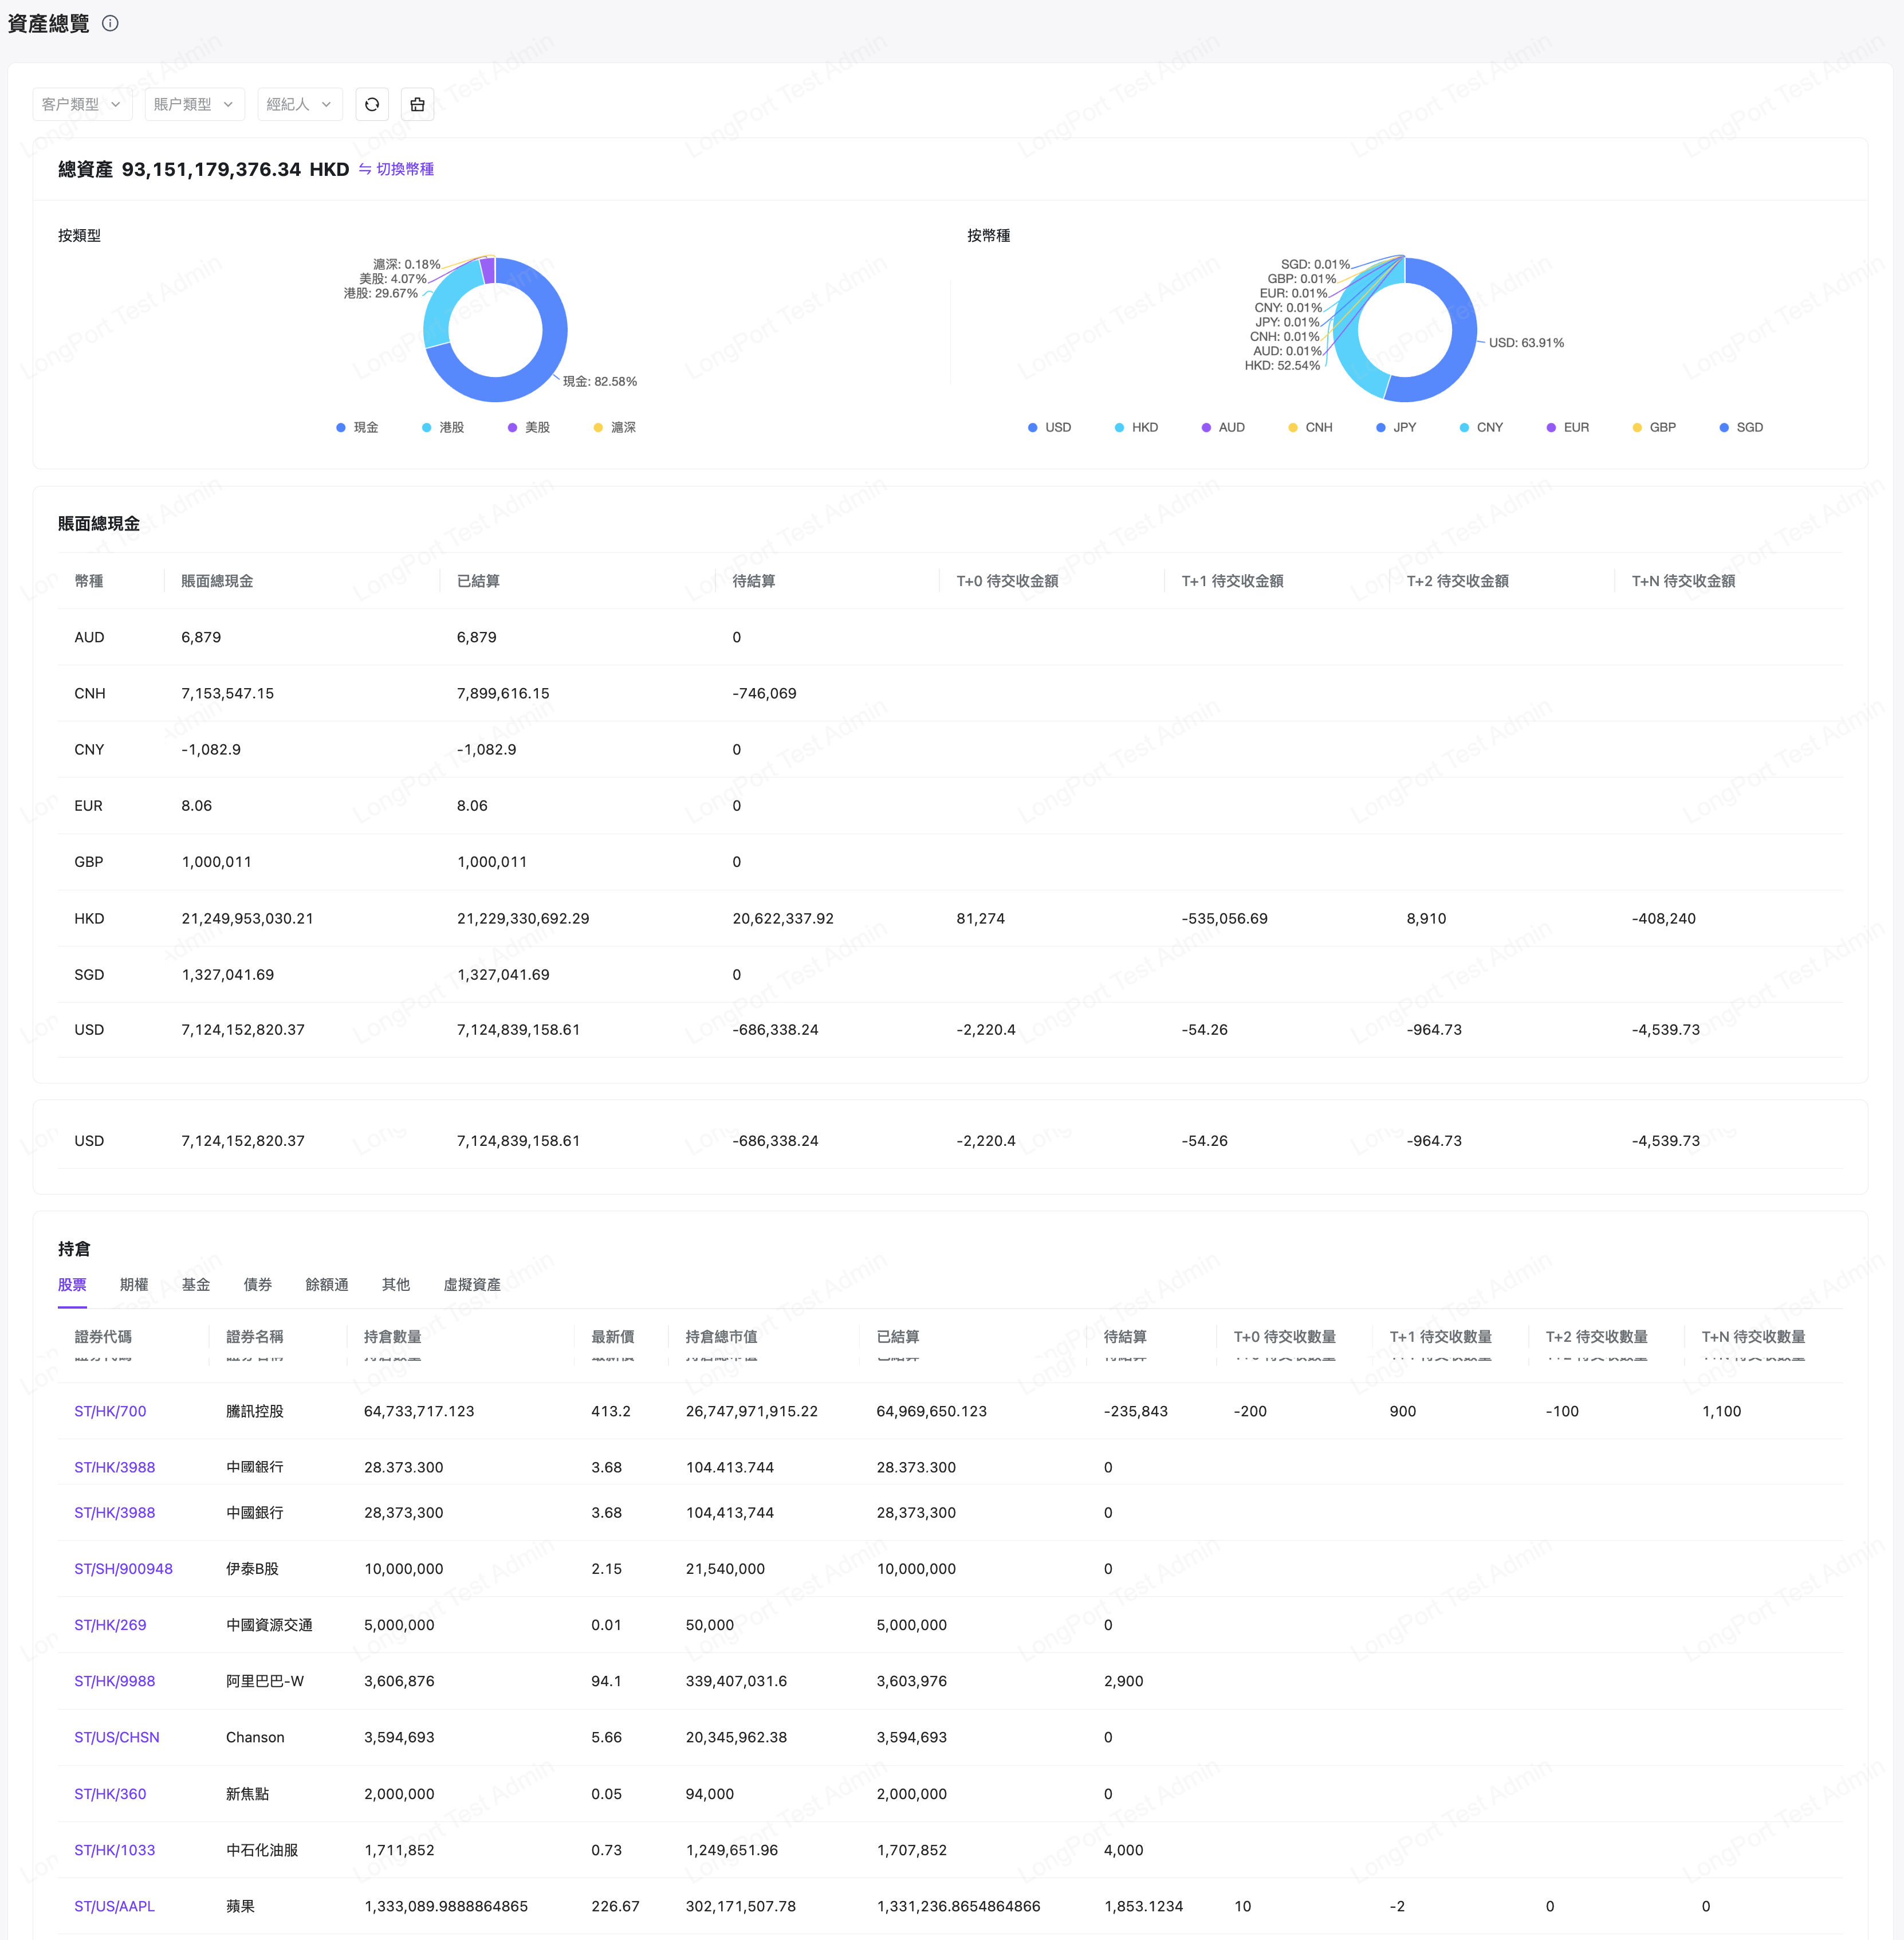 資產總覽
客户類型
賬户類型
經紀人
總資產 93,151,179,376.34 HKD 切換幣種
按類型
滬深: 0.18%
美股: 4.07%
港股: 29.67%
現金: 82.58%
現金 港股 美股 滬深
按幣種
SGD: 0.01%
GBP: 0.01%
EUR: 0.01%
CNY: 0.01%
JPY: 0.01%
CNH: 0.01%
AUD: 0.01%
HKD: 52.54%
USD: 63.91%
USD HKD AUD CNH JPY CNY EUR GBP SGD
賬面總現金
幣種 賬面總現金 已結算 待結算 T+0 待交收金額 T+1 待交收金額 T+2 待交收金額 T+N 待交收金額
AUD 6,879 6,879 0
CNH 7,153,547.15 7,899,616.15 -746,069
CNY -1,082.9 -1,082.9 0
EUR 8.06 8.06 0
GBP 1,000,011 1,000,011 0
HKD 21,249,953,030.21 21,229,330,692.29 20,622,337.92 81,274 -535,056.69 8,910 -408,240
SGD 1,327,041.69 1,327,041.69 0
USD 7,124,152,820.37 7,124,839,158.61 -686,338.24 -2,220.4 -54.26 -964.73 -4,539.73
USD 7,124,152,820.37 7,124,839,158.61 -686,338.24 -2,220.4 -54.26 -964.73 -4,539.73
持倉
股票 期權 基金 債券 餘額通 其他 虛擬資產
證券代碼 證券名稱 持倉數量 最新價 持倉總市值 已結算 待結算 T+0 待交收數量 T+1 待交收數量 T+2 待交收數量 T+N 待交收數量
ST/HK/700 騰訊控股 64,733,717.123 413.2 26,747,971,915.22 64,969,650.123 -235,843 -200 900 -100 1,100
ST/HK/3988 中國銀行 28.373.300 3.68 104.413.744 28.373.300 0
ST/HK/3988 中國銀行 28,373,300 3.68 104,413,744 28,373,300 0
ST/SH/900948 伊泰B股 10,000,000 2.15 21,540,000 10,000,000 0
ST/HK/269 中國資源交通 5,000,000 0.01 50,000 5,000,000 0
ST/HK/9988 阿里巴巴-W 3,606,876 94.1 339,407,031.6 3,603,976 2,900
ST/US/CHSN Chanson 3,594,693 5.66 20,345,962.38 3,594,693 0
ST/HK/360 新焦點 2,000,000 0.05 94,000 2,000,000 0
ST/HK/1033 中石化油服 1,711,852 0.73 1,249,651.96 1,707,852 4,000
ST/US/AAPL 蘋果 1,333,089.9888864865 226.67 302,171,507.78 1,331,236.8654864866 1,853.1234 10 -2 0 0
LongPort Test Admin